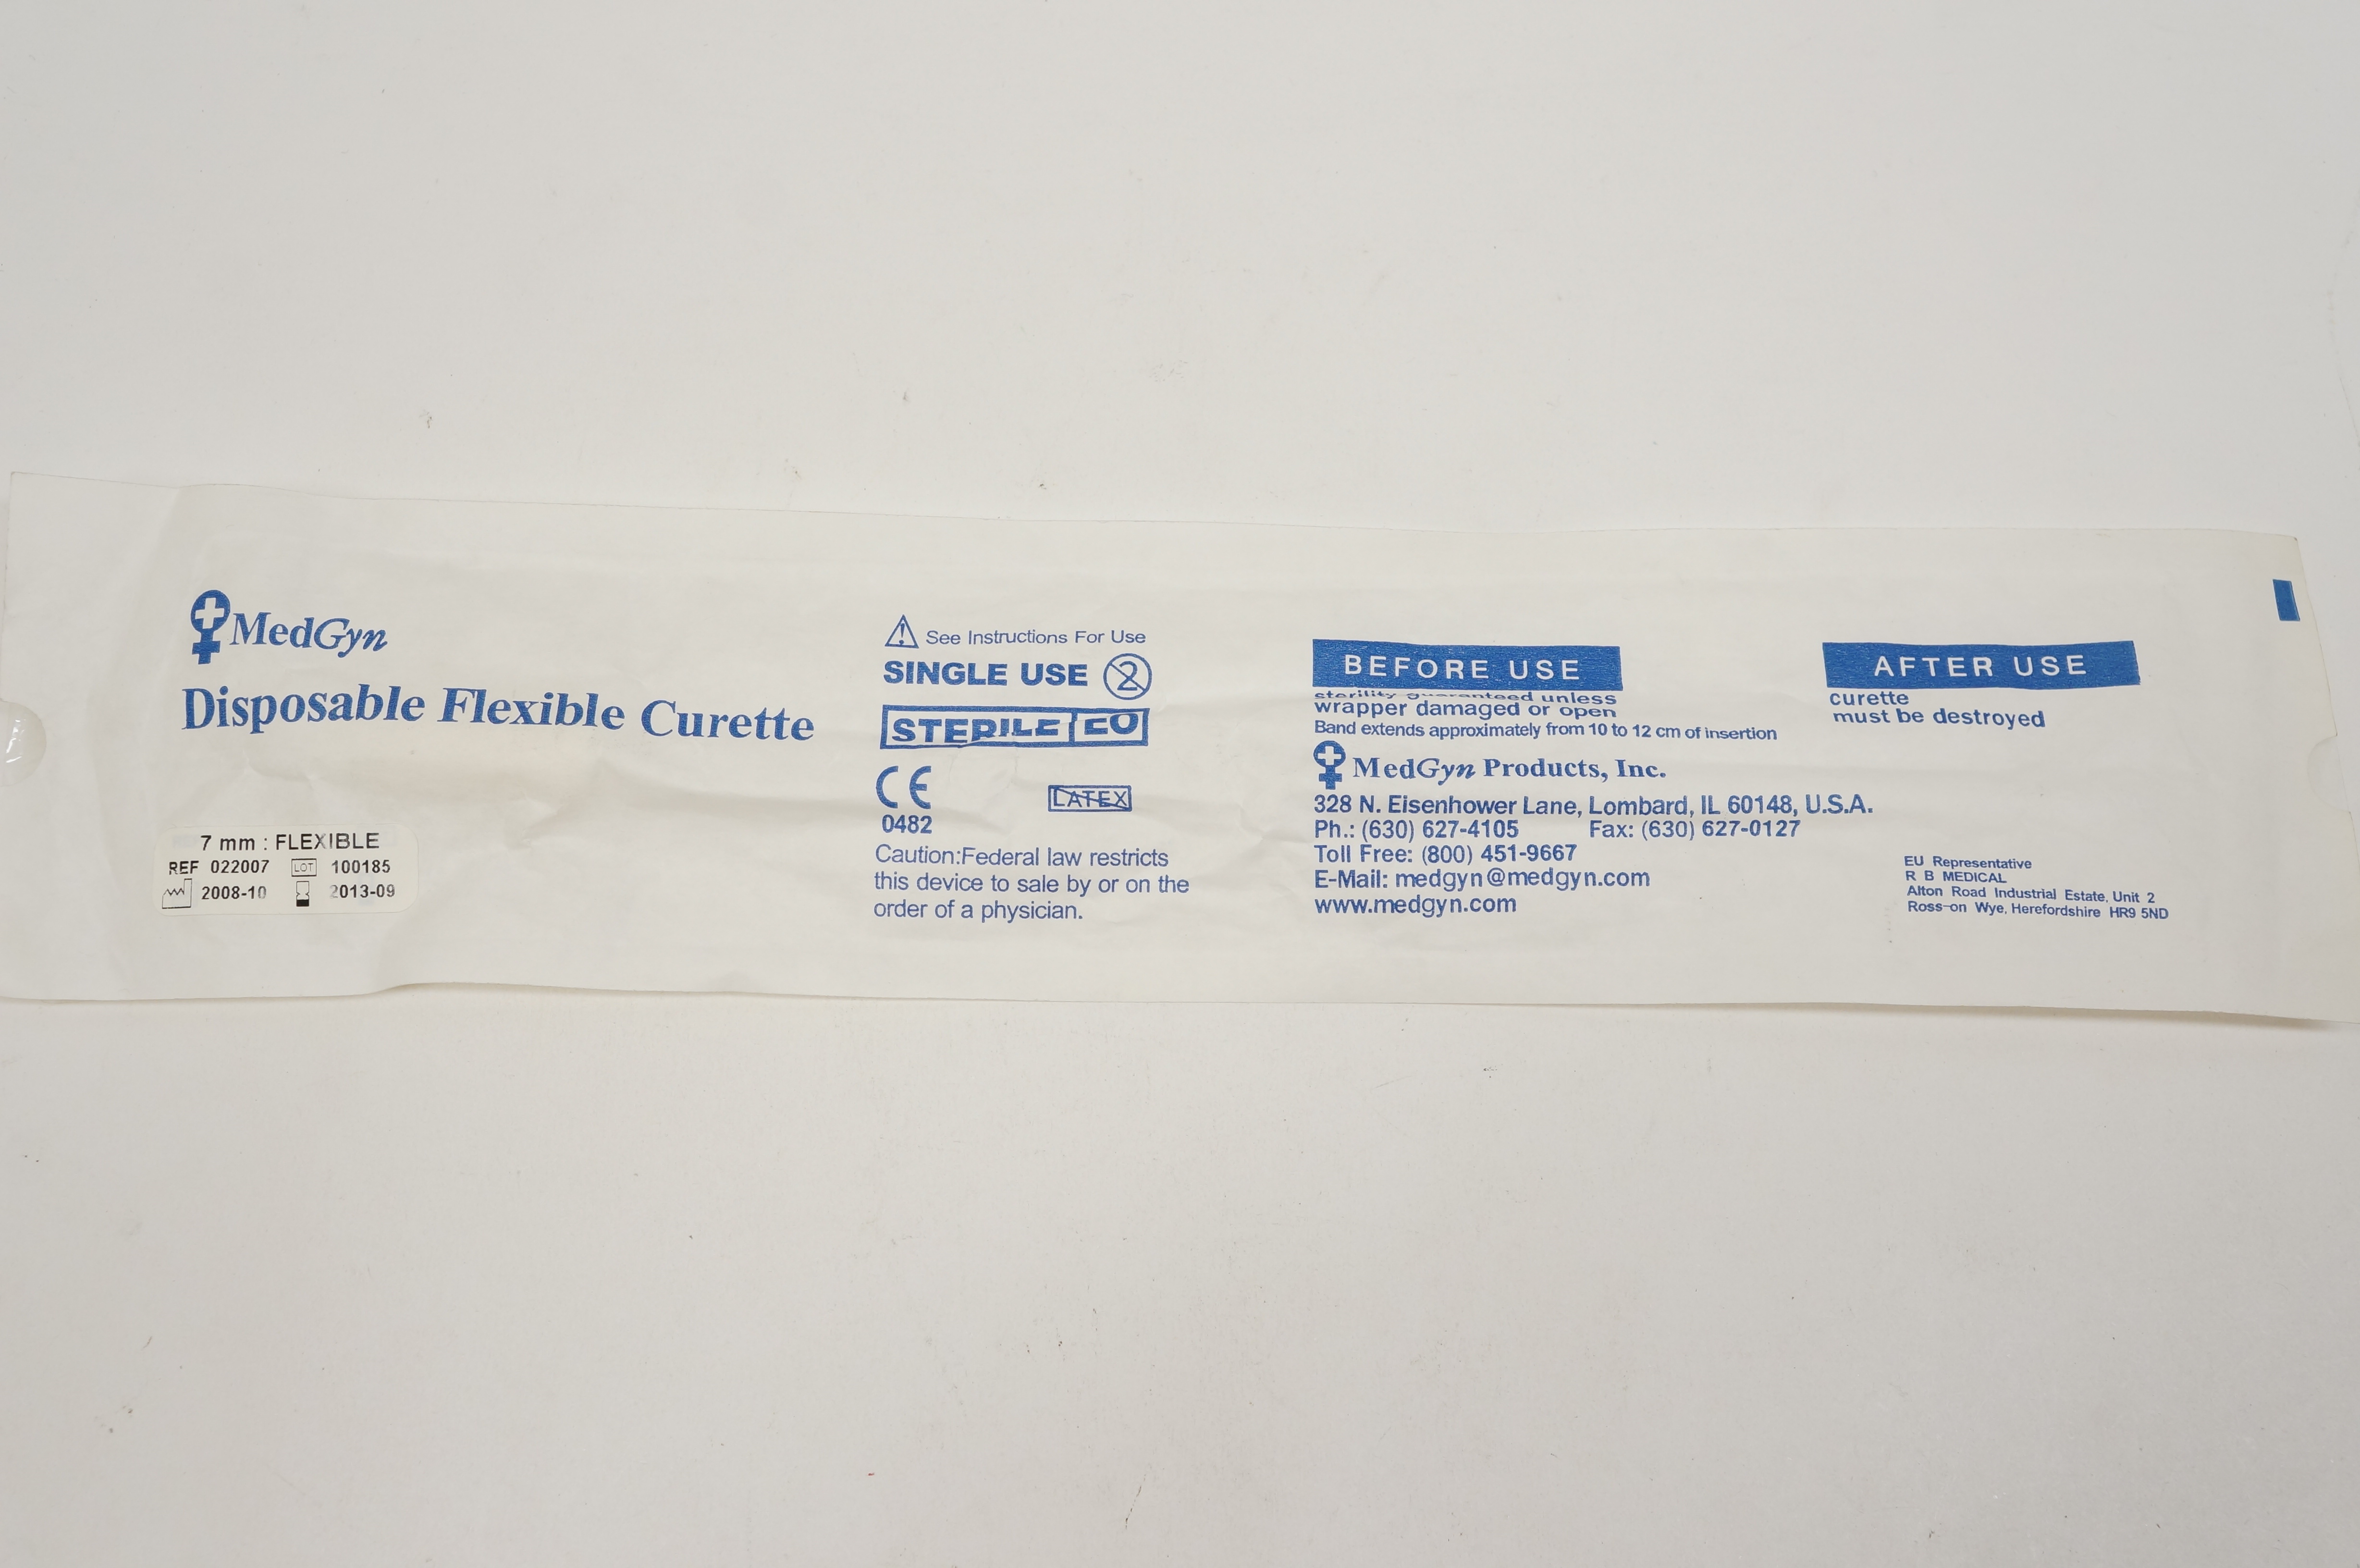 MedGyn
Disposable Flexible Curette
7 mm : FLEXIBLE
REF 022007 LOT 100185
2008-10 2013-09
See Instructions For Use
SINGLE USE 2
STERILE EO
CE
0482
LATEX
Caution:Federal law restricts
this device to sale by or on the
order of a physician.
BEFORE USE
sterility guaranteed unless
wrapper damaged or open
Band extends approximately from 10 to 12 cm of insertion
MedGyn Products, Inc.
328 N. Eisenhower Lane, Lombard, IL 60148, U.S.A.
Ph.: (630) 627-4105 Fax: (630) 627-0127
Toll Free: (800) 451-9667
E-Mail: medgyn@medgyn.com
www.medgyn.com
AFTER USE
curette
must be destroyed
EU Representative
R B MEDICAL
Alton Road Industrial Estate, Unit 2
Ross-on Wye, Herefordshire HR9 5ND